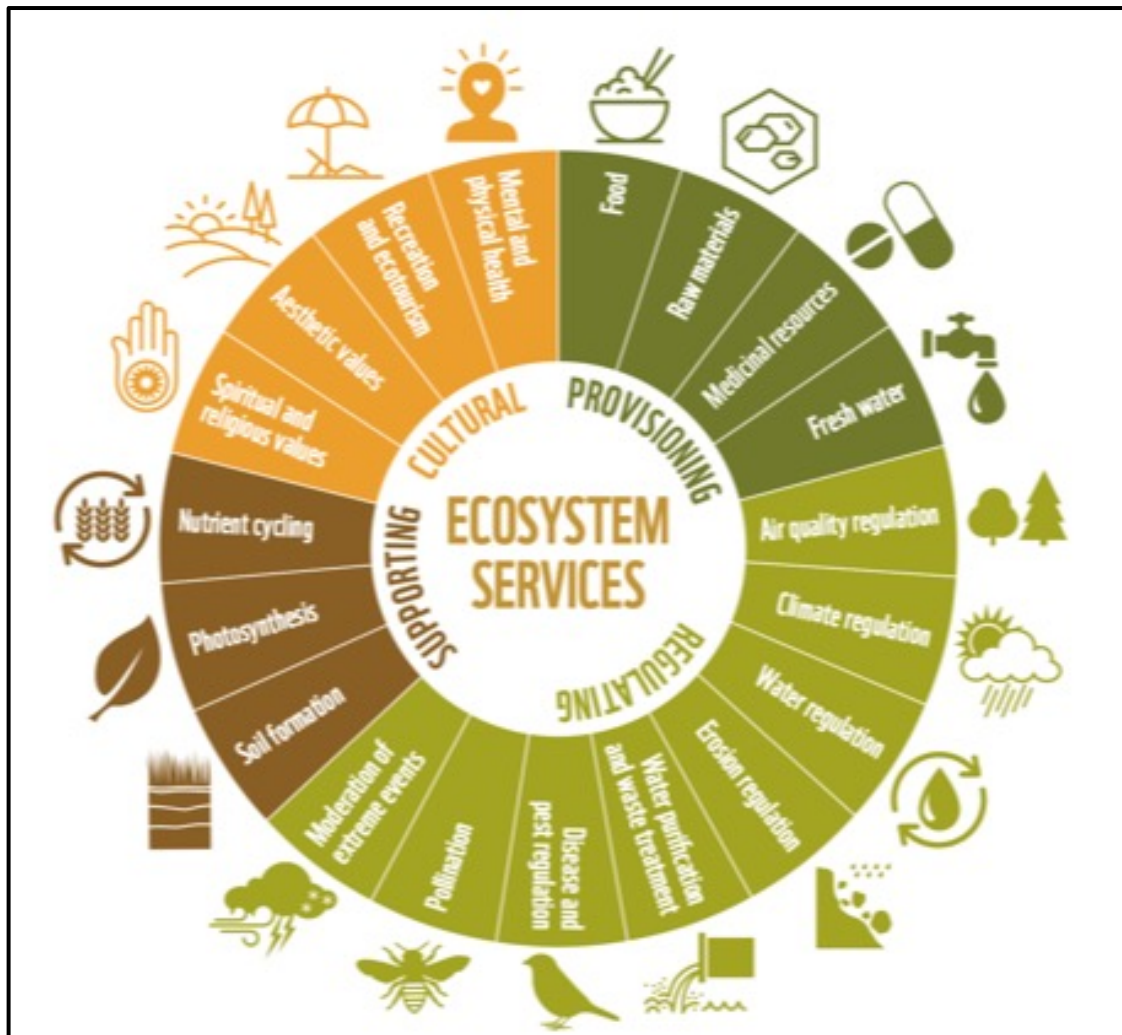 ECOSYSTEM
SERVICES
PROVISIONING
Food
Raw materials
Medicinal resources
Fresh water
REGULATING
Air quality regulation
Climate regulation
Water regulation
Erosion regulation
Water purification
and waste treatment
Disease and
pest regulation
Pollination
Moderation of
extreme events
SUPPORTING
Soil formation
Photosynthesis
Nutrient cycling
CULTURAL
Spiritual and
religious values
Aesthetic values
Recreation
and ecotourism
Mental and
physical health